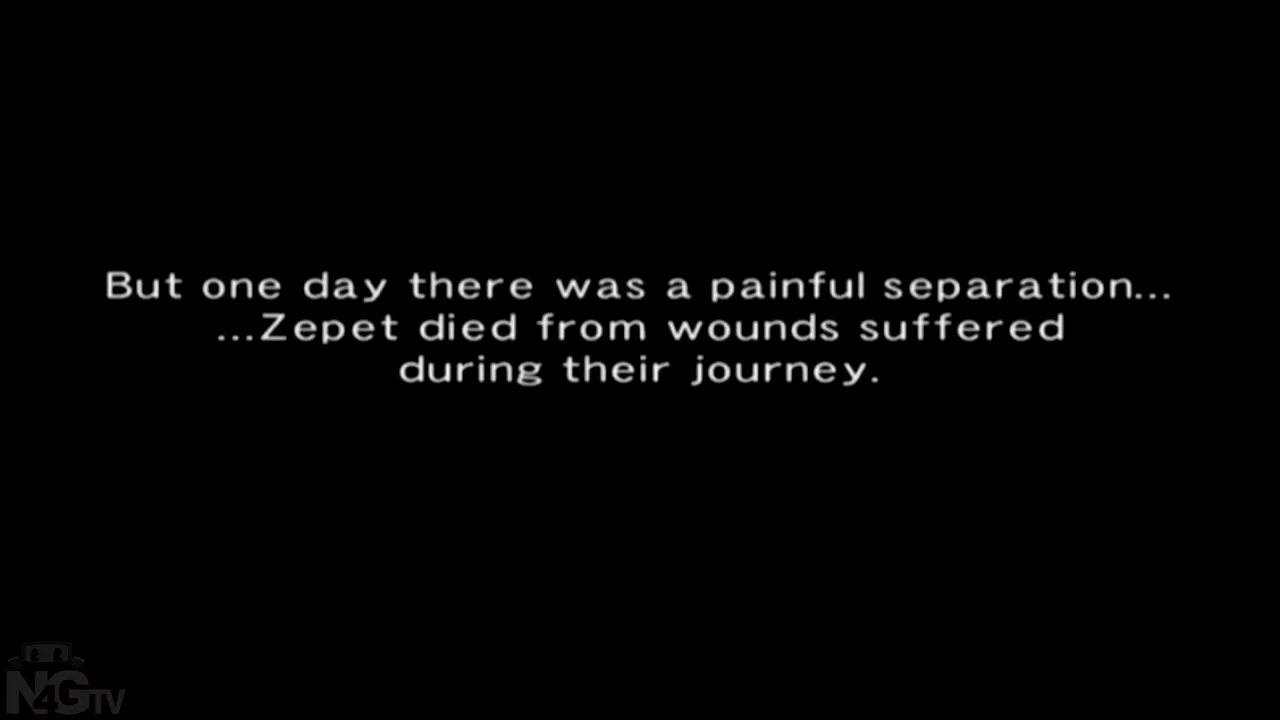 But one day there was a painful separation...
...Zepet died from wounds suffered
during their journey.
N4GTV